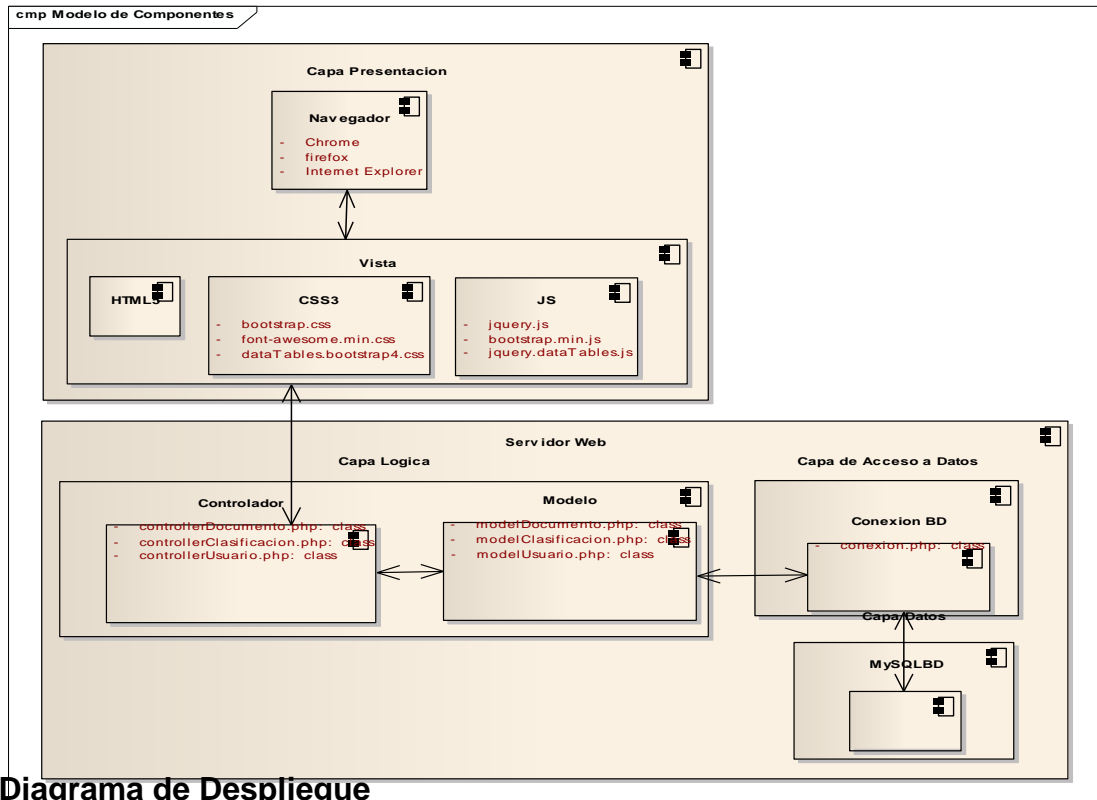 cmp Modelo de Componentes
Capa Presentacion
Navegador
- Chrome
- firefox
- Internet Explorer
Vista
HTML5
CSS3
- bootstrap.css
- font-awesome.min.css
- dataTables.bootstrap4.css
JS
- jquery.js
- bootstrap.min.js
- jquery.dataTables.js
Servidor Web
Capa Logica
Controlador
- controllerDocumento.php: class
- controllerClasificacion.php: class
- controllerUsuario.php: class
Modelo
- modelDocumento.php: class
- modelClasificacion.php: class
- modelUsuario.php: class
Capa de Acceso a Datos
Conexion BD
- conexion.php: class
Capa Datos
MySQLBD
Diagrama de Despliegue